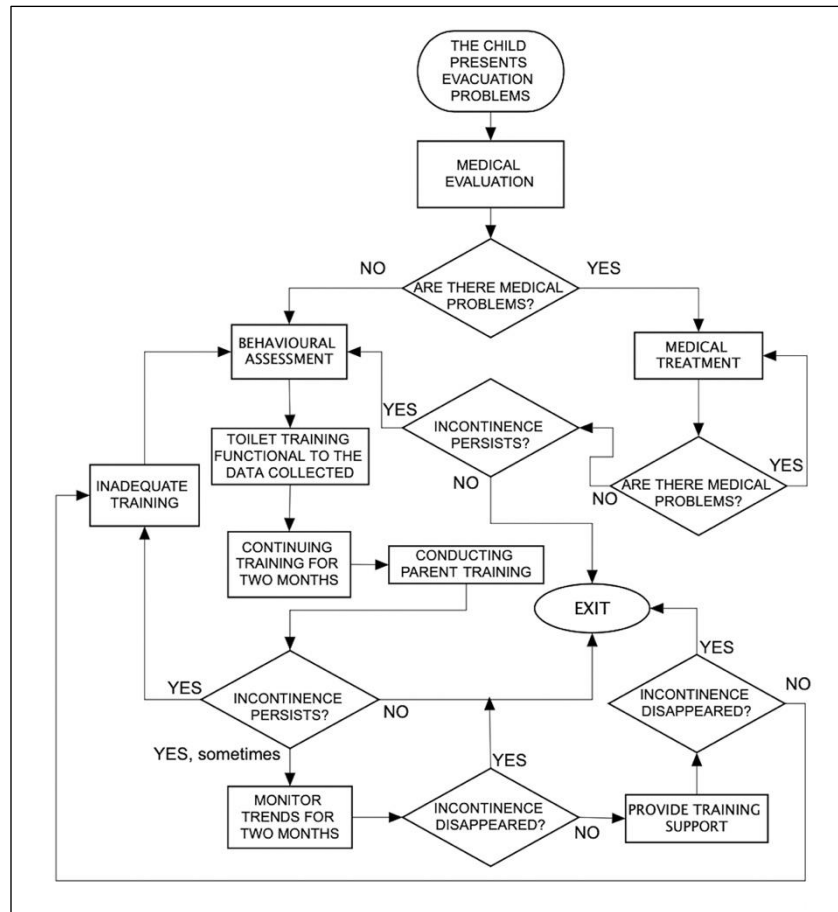 THE CHILD
PRESENTS
EVACUATION
PROBLEMS
MEDICAL
EVALUATION
NO
YES
ARE THERE MEDICAL
PROBLEMS?
BEHAVIOURAL
ASSESSMENT
MEDICAL
TREATMENT
YES
INCONTINENCE
PERSISTS?
NO
TOILET TRAINING
FUNCTIONAL TO THE
DATA COLLECTED
YES
ARE THERE MEDICAL
PROBLEMS?
NO
INADEQUATE
TRAINING
CONTINUING
TRAINING FOR
TWO MONTHS
CONDUCTING
PARENT TRAINING
EXIT
YES
INCONTINENCE
PERSISTS?
NO
YES, sometimes
YES
INCONTINENCE
DISAPPEARED?
NO
MONITOR
TRENDS FOR
TWO MONTHS
YES
INCONTINENCE
DISAPPEARED?
NO
PROVIDE TRAINING
SUPPORT